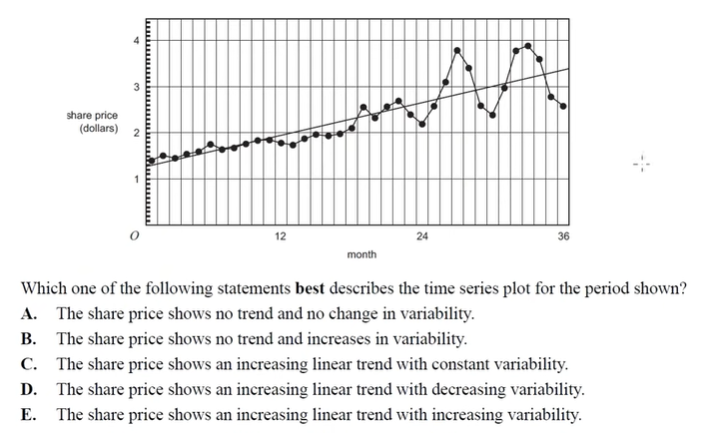 4
3
share price
(dollars)
2
1
O
12
24
36
month
Which one of the following statements best describes the time series plot for the period shown?
A. The share price shows no trend and no change in variability.
B. The share price shows no trend and increases in variability.
C. The share price shows an increasing linear trend with constant variability.
D. The share price shows an increasing linear trend with decreasing variability.
E. The share price shows an increasing linear trend with increasing variability.